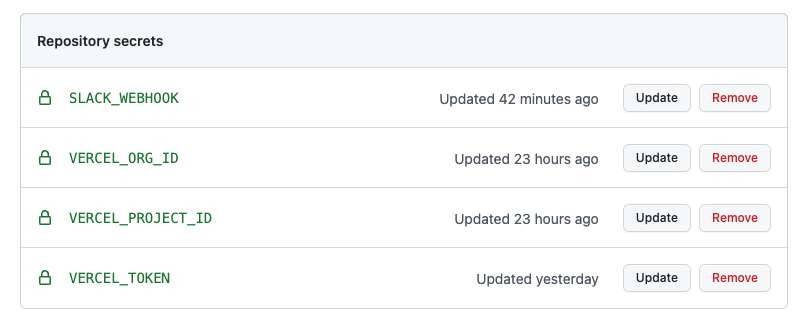 Repository secrets
SLACK_WEBHOOK Updated 42 minutes ago Update Remove
VERCEL_ORG_ID Updated 23 hours ago Update Remove
VERCEL_PROJECT_ID Updated 23 hours ago Update Remove
VERCEL_TOKEN Updated yesterday Update Remove